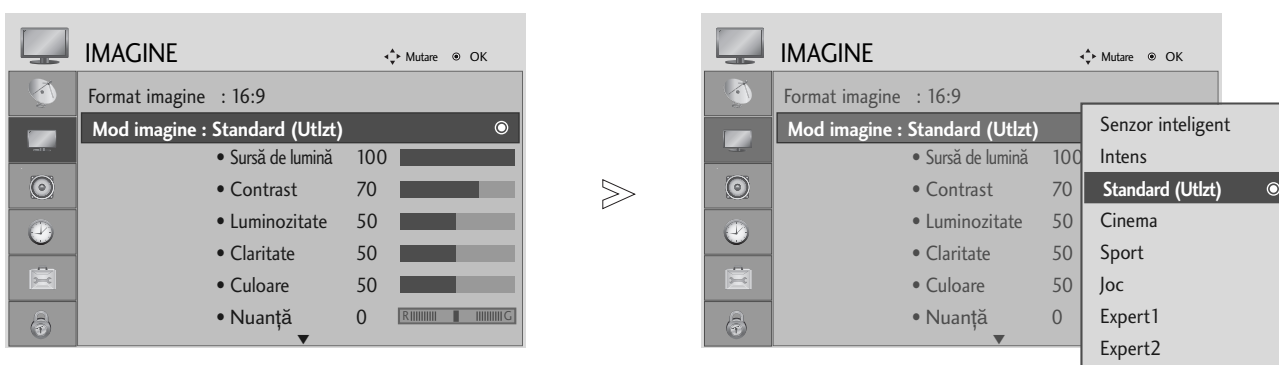 IMAGINE
Mutare OK
Format imagine : 16:9
Mod imagine : Standard (Utlzt)
• Sursă de lumină 100
• Contrast 70
• Luminozitate 50
• Claritate 50
• Culoare 50
• Nuanță 0 R G
IMAGINE
Mutare OK
Format imagine : 16:9
Mod imagine : Standard (Utlzt)
• Sursă de lumină 100
• Contrast 70
• Luminozitate 50
• Claritate 50
• Culoare 50
• Nuanță 0
Senzor inteligent
Intens
Standard (Utlzt)
Cinema
Sport
Joc
Expert1
Expert2